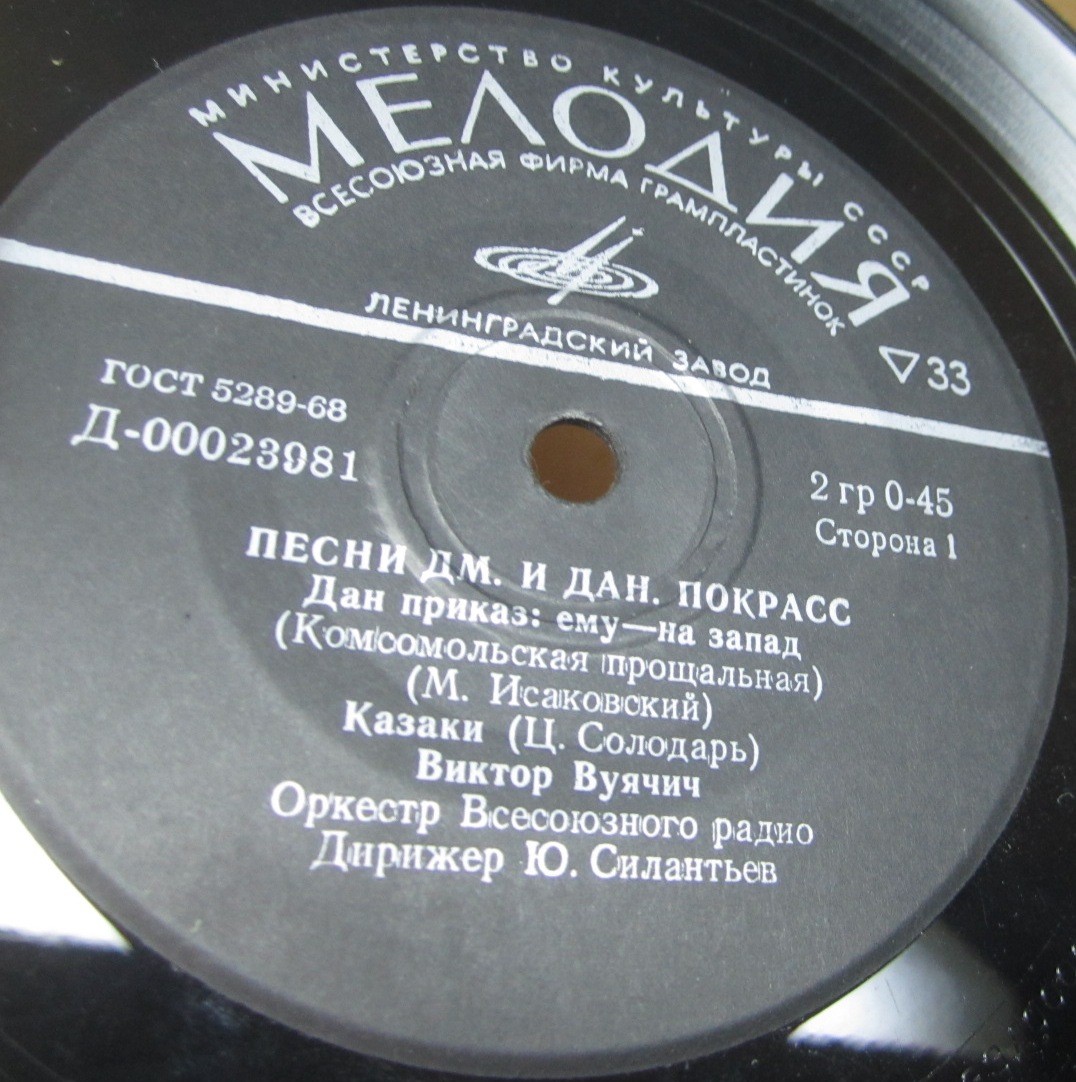 МИНИСТЕРСТВО КУЛЬТУРЫ СССР
МЕЛОДИЯ
ВСЕСОЮЗНАЯ ФИРМА ГРАМПЛАСТИНОК
ЛЕНИНГРАДСКИЙ ЗАВОД
▽33
ГОСТ 5289-68
Д-00023981
2 гр 0-45
Сторона 1
ПЕСНИ ДМ. И ДАН. ПОКРАСС
Дан приказ: ему—на запад
(Комсомольская прощальная)
(М. Исаковский)
Казаки (Ц. Солодарь)
Виктор Вуячич
Оркестр Всесоюзного радио
Дирижер Ю. Силантьев